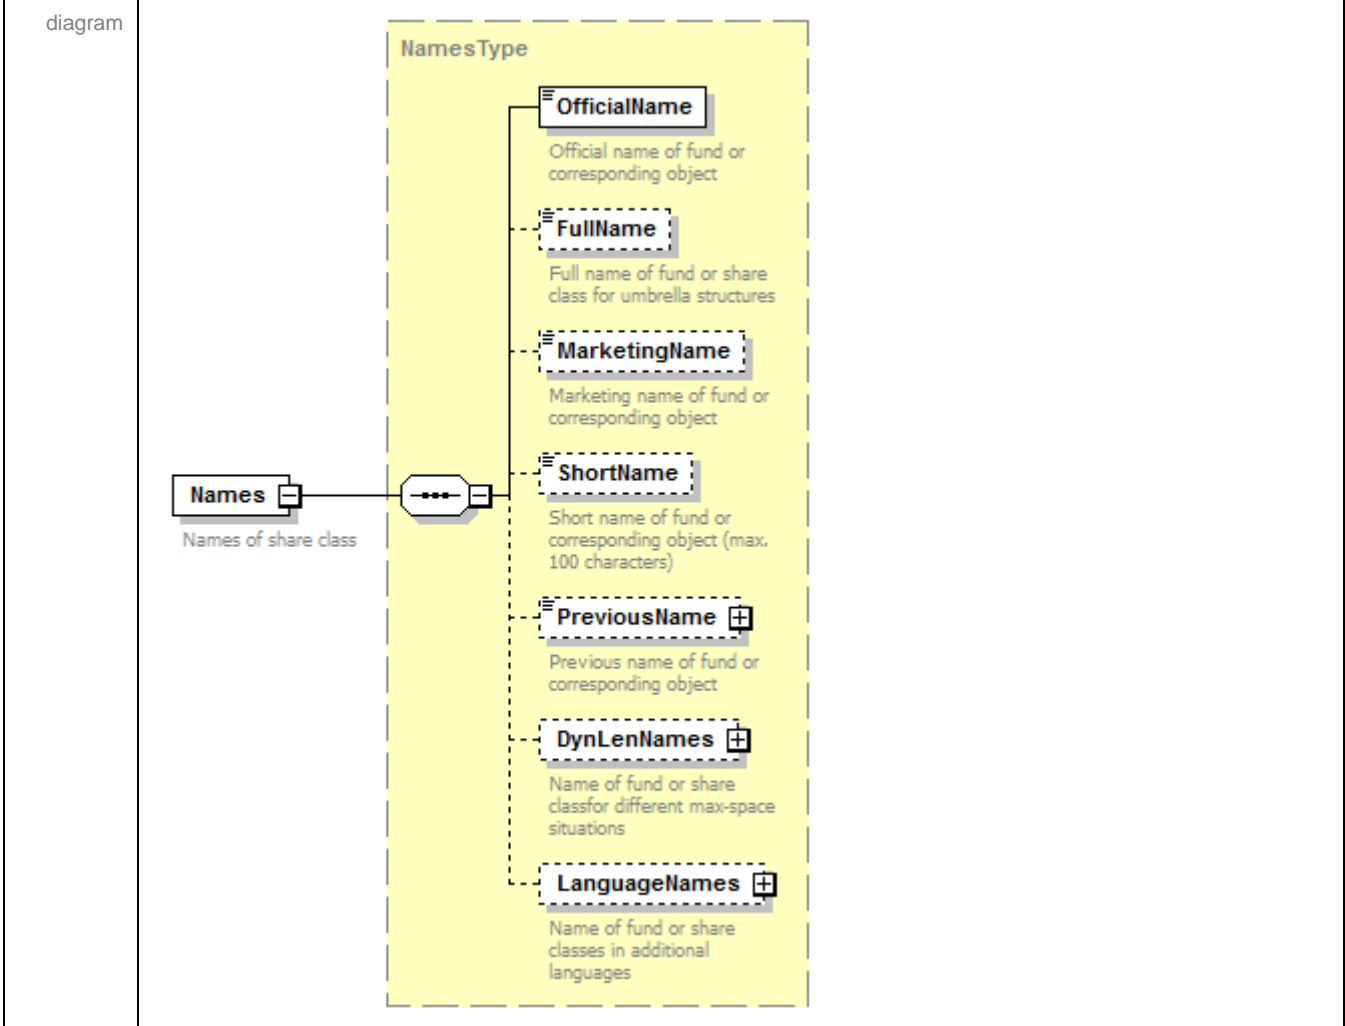 diagram
NamesType
OfficialName
Official name of fund or
corresponding object
FullName
Full name of fund or share
class for umbrella structures
MarketingName
Marketing name of fund or
corresponding object
ShortName
Short name of fund or
corresponding object (max.
100 characters)
Names
Names of share class
PreviousName
Previous name of fund or
corresponding object
DynLenNames
Name of fund or share
classfor different max-space
situations
LanguageNames
Name of fund or share
classes in additional
languages